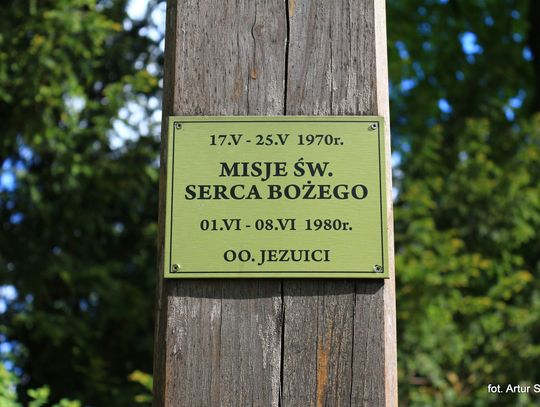 17.V - 25.V 1970r.
MISJE ŚW.
SERCA BOŻEGO
01.VI - 08.VI 1980r.
OO. JEZUICI
fot. Artur S